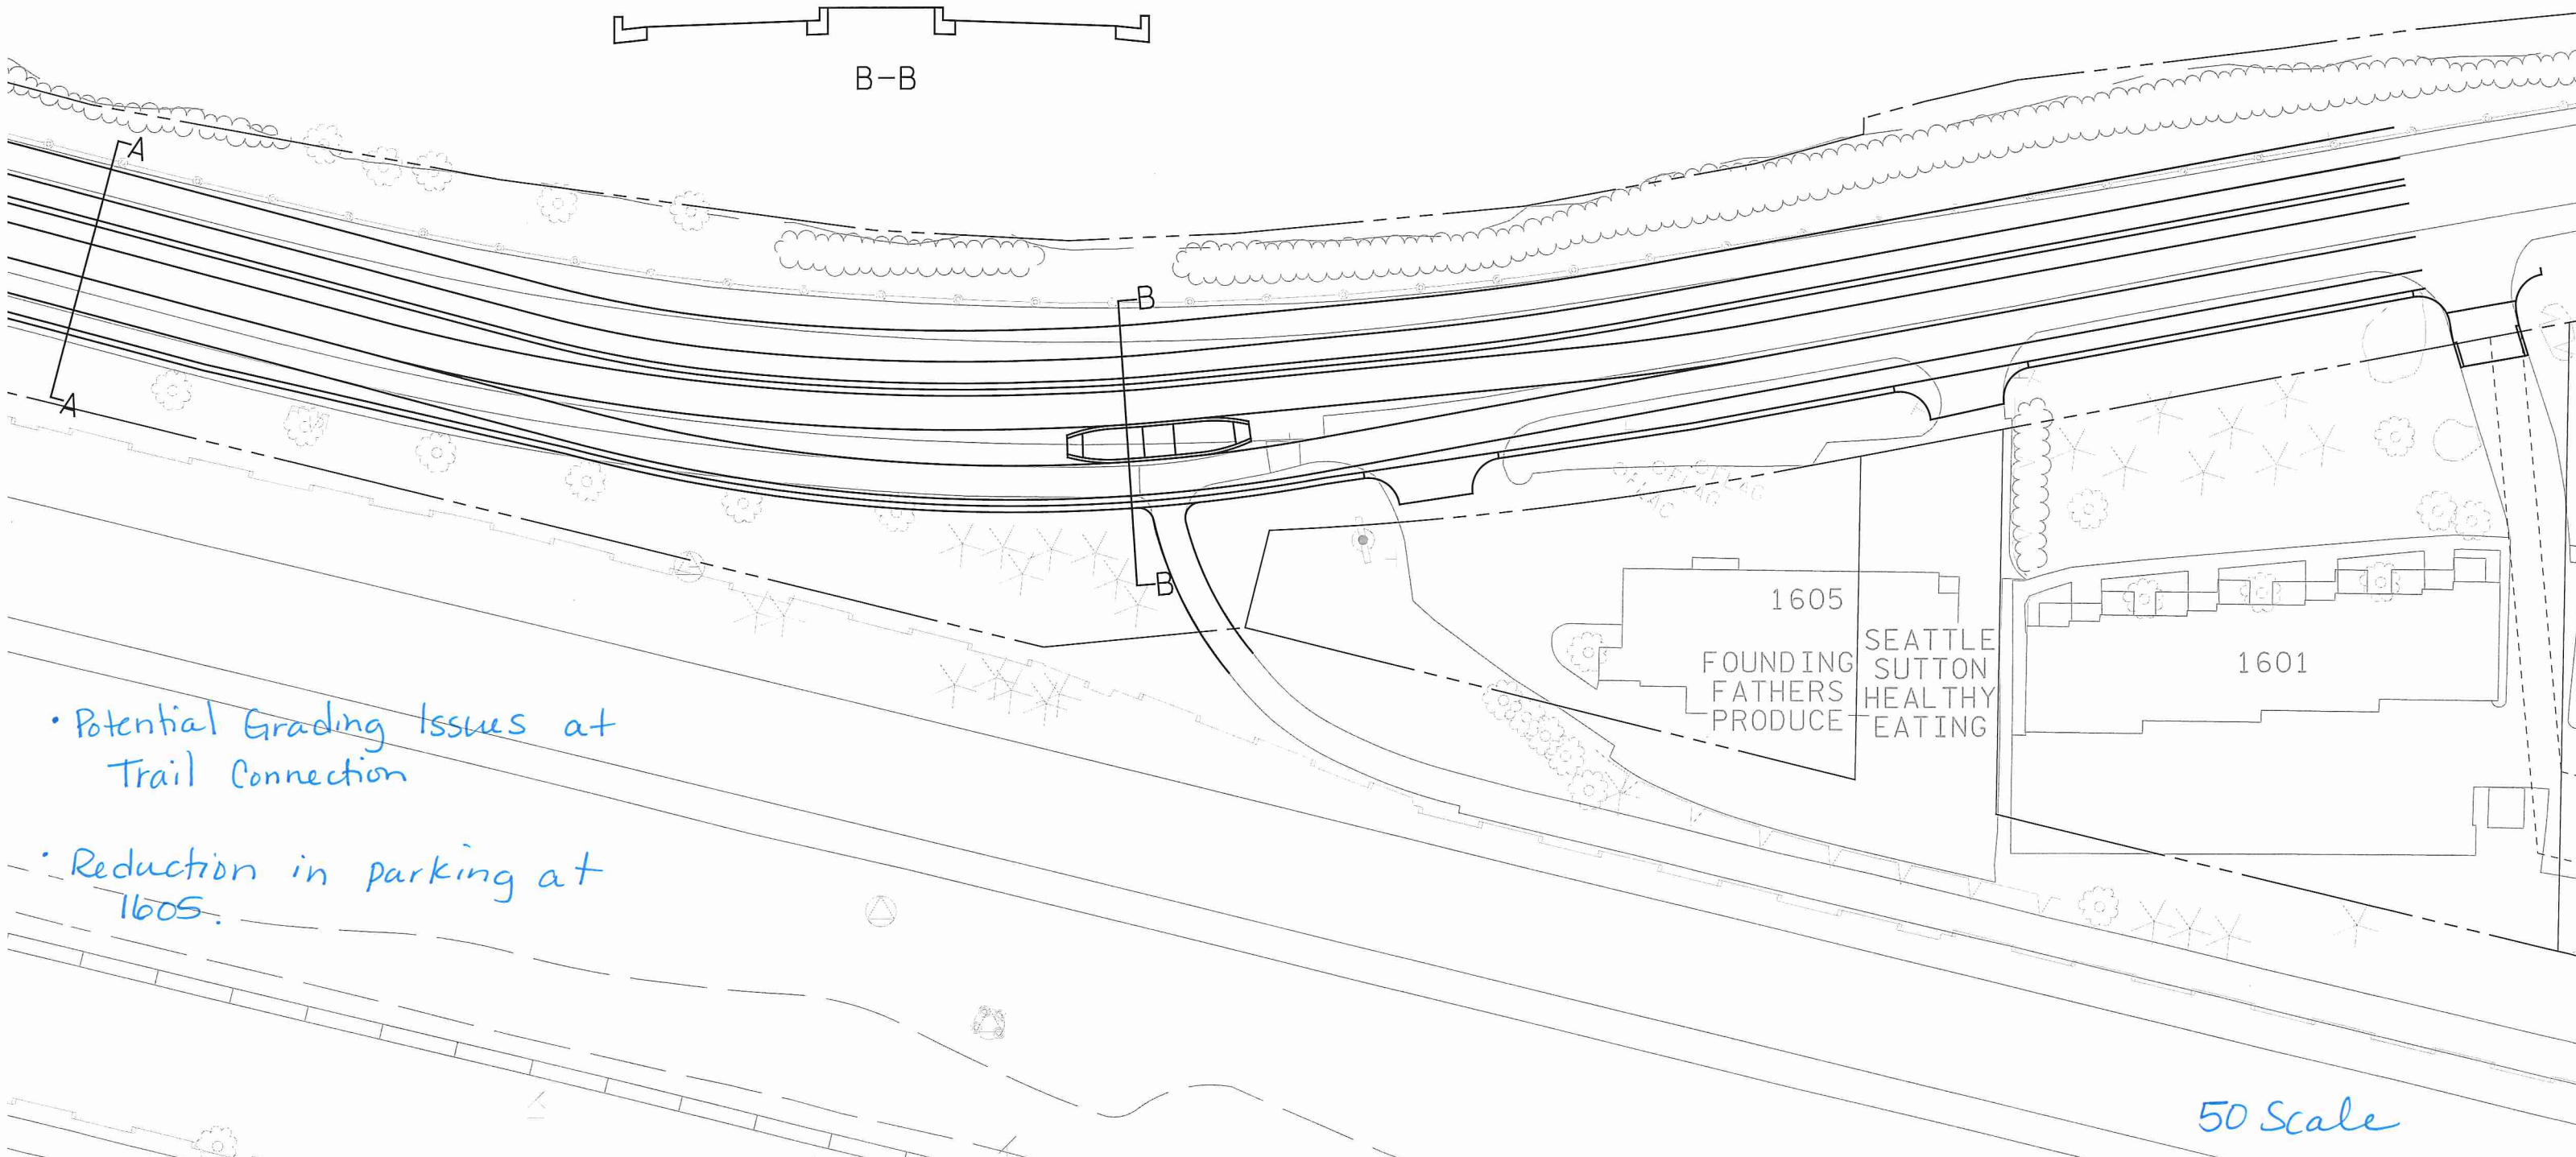 B-B
A
A
B
B
1605
FOUNDING
FATHERS
PRODUCE
SEATTLE
SUTTON
HEALTHY
EATING
1601
• Potential Grading Issues at
Trail Connection
• Reduction in parking at
1605.
50 Scale